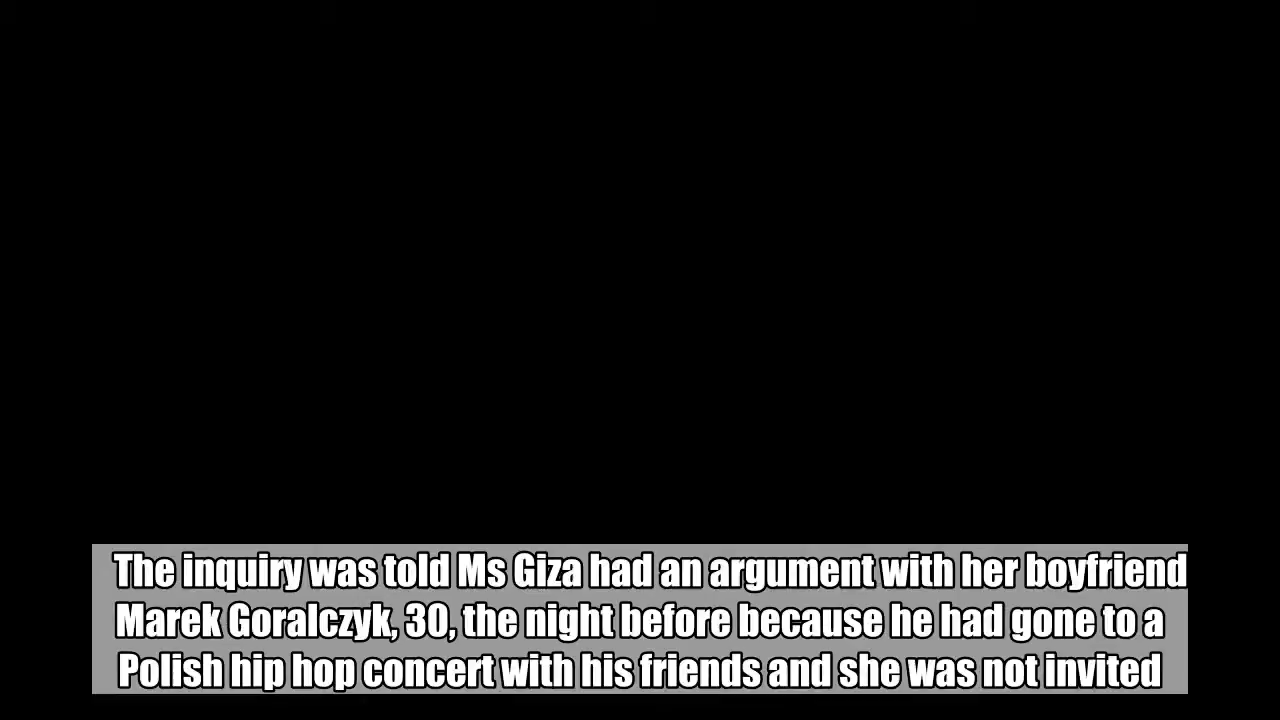 The inquiry was told Ms Giza had an argument with her boyfriend
Marek Goralczyk, 30, the night before because he had gone to a
Polish hip hop concert with his friends and she was not invited